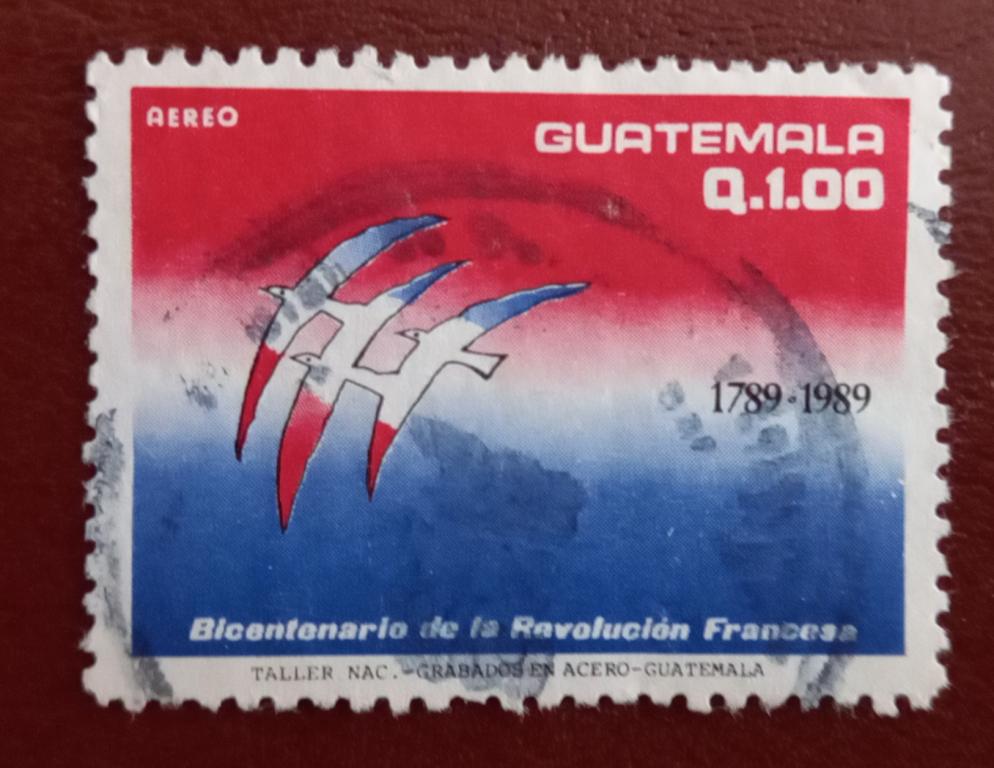 AEREO
GUATEMALA
Q.1.00
1789·1989
Bicentenario de la Revolución Francesa
TALLER NAC.-GRABADOS EN ACERO-GUATEMALA